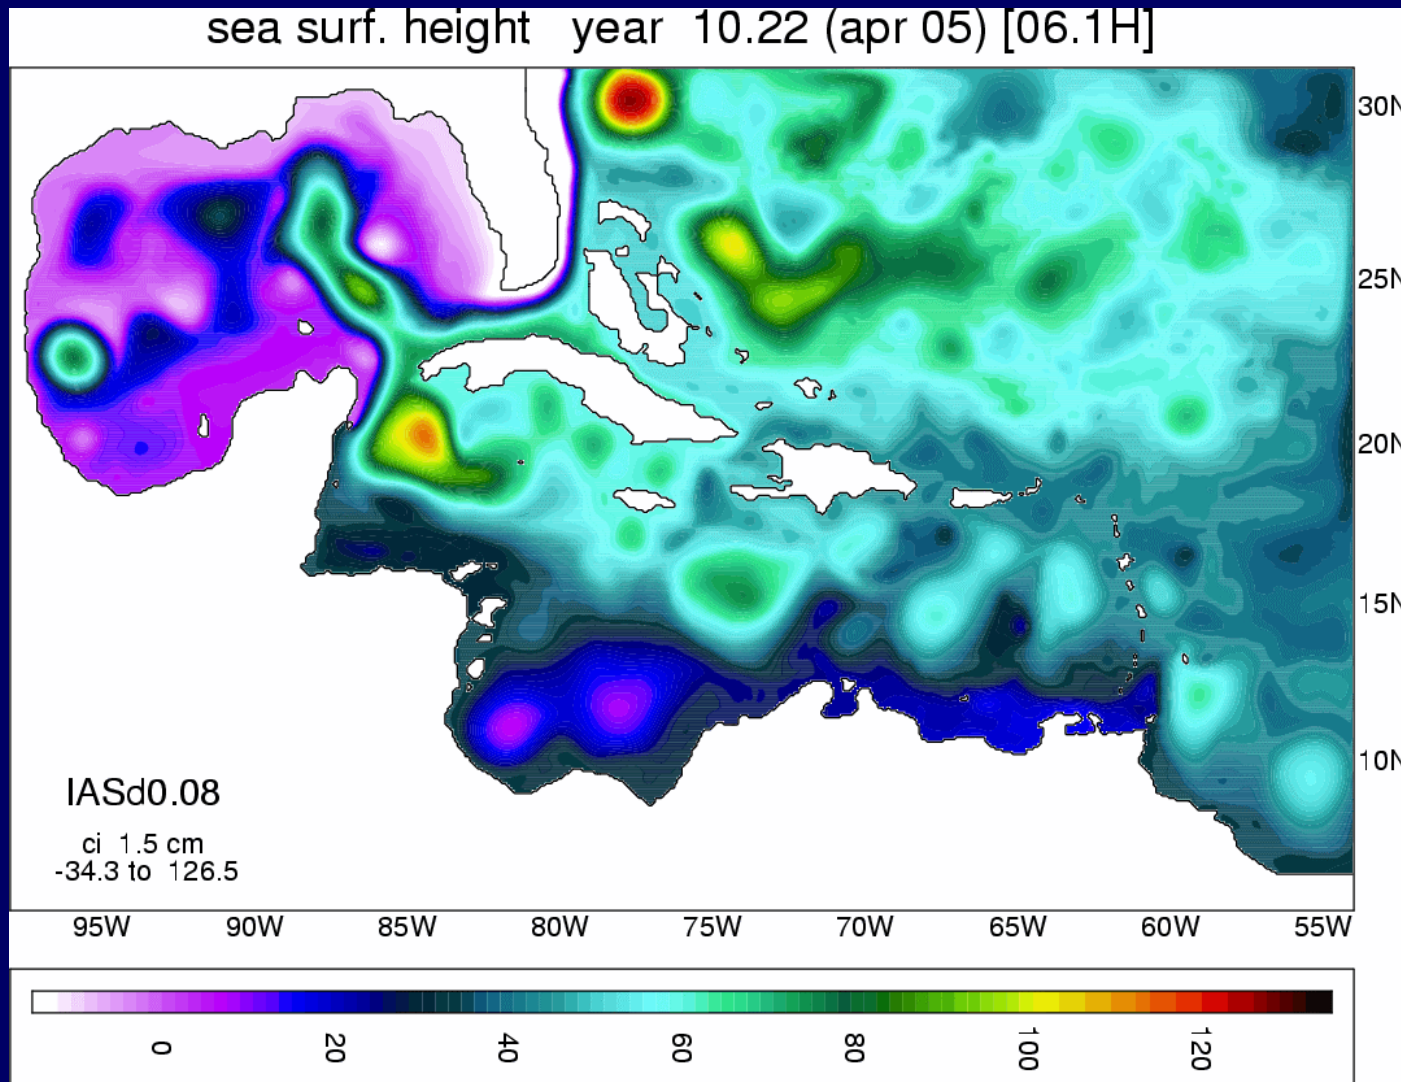 sea surf. height year 10.22 (apr 05) [06.1H]
30N
25N
20N
15N
10N
IASd0.08
ci 1.5 cm
-34.3 to 126.5
95W 90W 85W 80W 75W 70W 65W 60W 55W
0 20 40 60 80 100 120